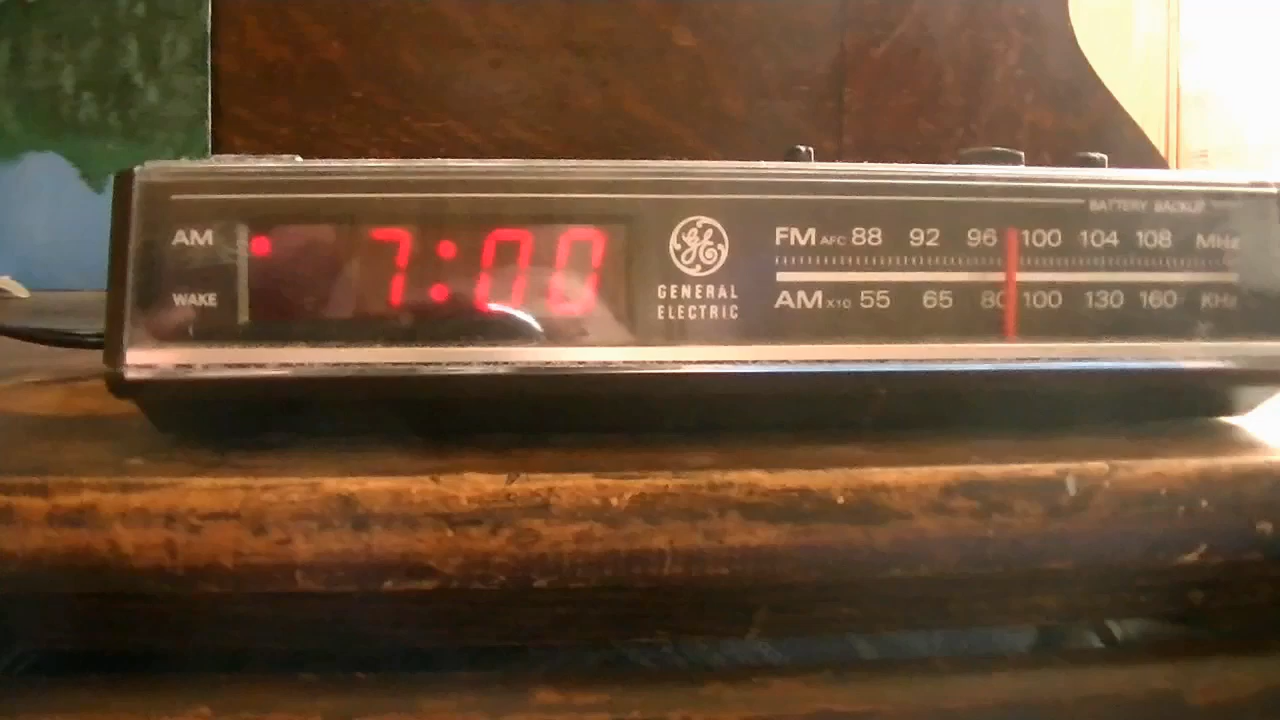 BATTERY BACKUP
AM 7:00
WAKE
GE
GENERAL
ELECTRIC
FM AFC 88 92 96 100 104 108 MHz
AM x10 55 65 80 100 130 160 KHz